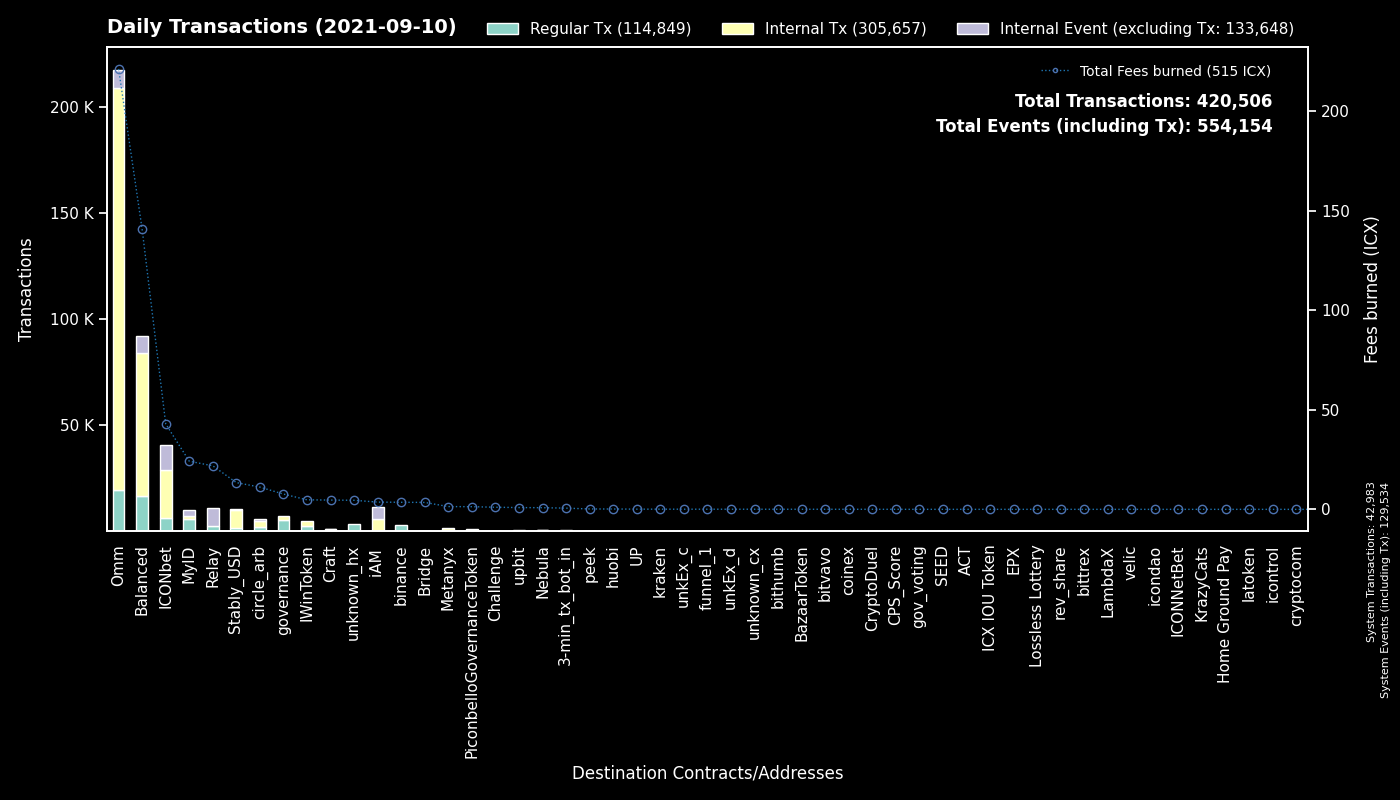 Daily Transactions (2021-09-10)
Regular Tx (114,849)
Internal Tx (305,657)
Internal Event (excluding Tx: 133,648)
Total Fees burned (515 ICX)
Total Transactions: 420,506
Total Events (including Tx): 554,154
Transactions
200 K
150 K
100 K
50 K
200
150
100
50
0
Fees burned (ICX)
Omm
Balanced
ICONbet
MyID
Relay
Stably_USD
circle_arb
governance
IWinToken
Craft
unknown_hx
iAM
binance
Bridge
Metanyx
PiconbelloGovernanceToken
Challenge
upbit
Nebula
3-min_tx_bot_in
peek
huobi
UP
kraken
unkEx_c
funnel_1
unkEx_d
unknown_cx
bithumb
BazaarToken
bitvavo
coinex
CryptoDuel
CPS_Score
gov_voting
SEED
ACT
ICX IOU Token
EPX
Lossless Lottery
rev_share
bittrex
LambdaX
velic
icondao
ICONNetBet
KrazyCats
Home Ground Pay
latoken
icontrol
cryptocom
Destination Contracts/Addresses
System Transactions: 42,983
System Events (including Tx): 129,534